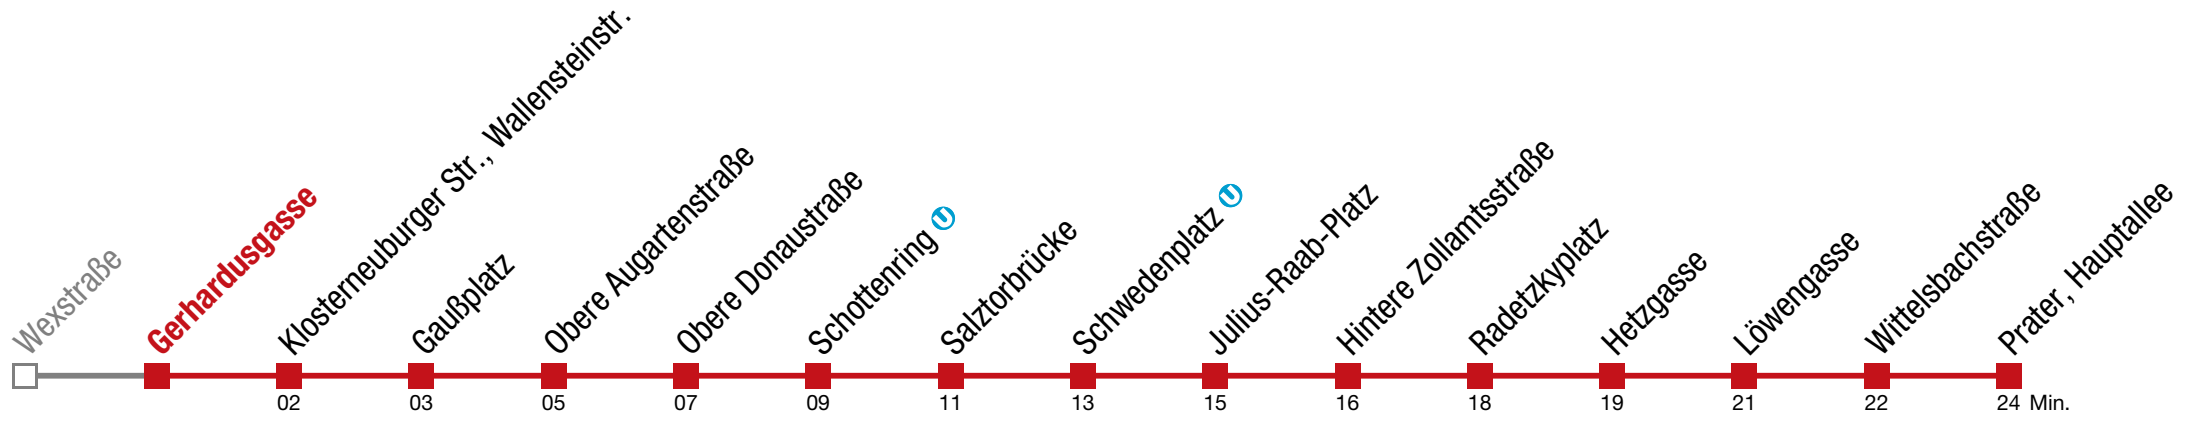 Wexstraße
Gerhardusgasse
Klosterneuburger Str., Wallensteinstr.
Gaußplatz
Obere Augartenstraße
Obere Donaustraße
Schottenring U
Salztorbrücke
Schwedenplatz U
Julius-Raab-Platz
Hintere Zollamtsstraße
Radetzkyplatz
Hetzgasse
Löwengasse
Wittelsbachstraße
Prater, Hauptallee
02 03 05 07 09 11 13 15 16 18 19 21 22 24 Min.